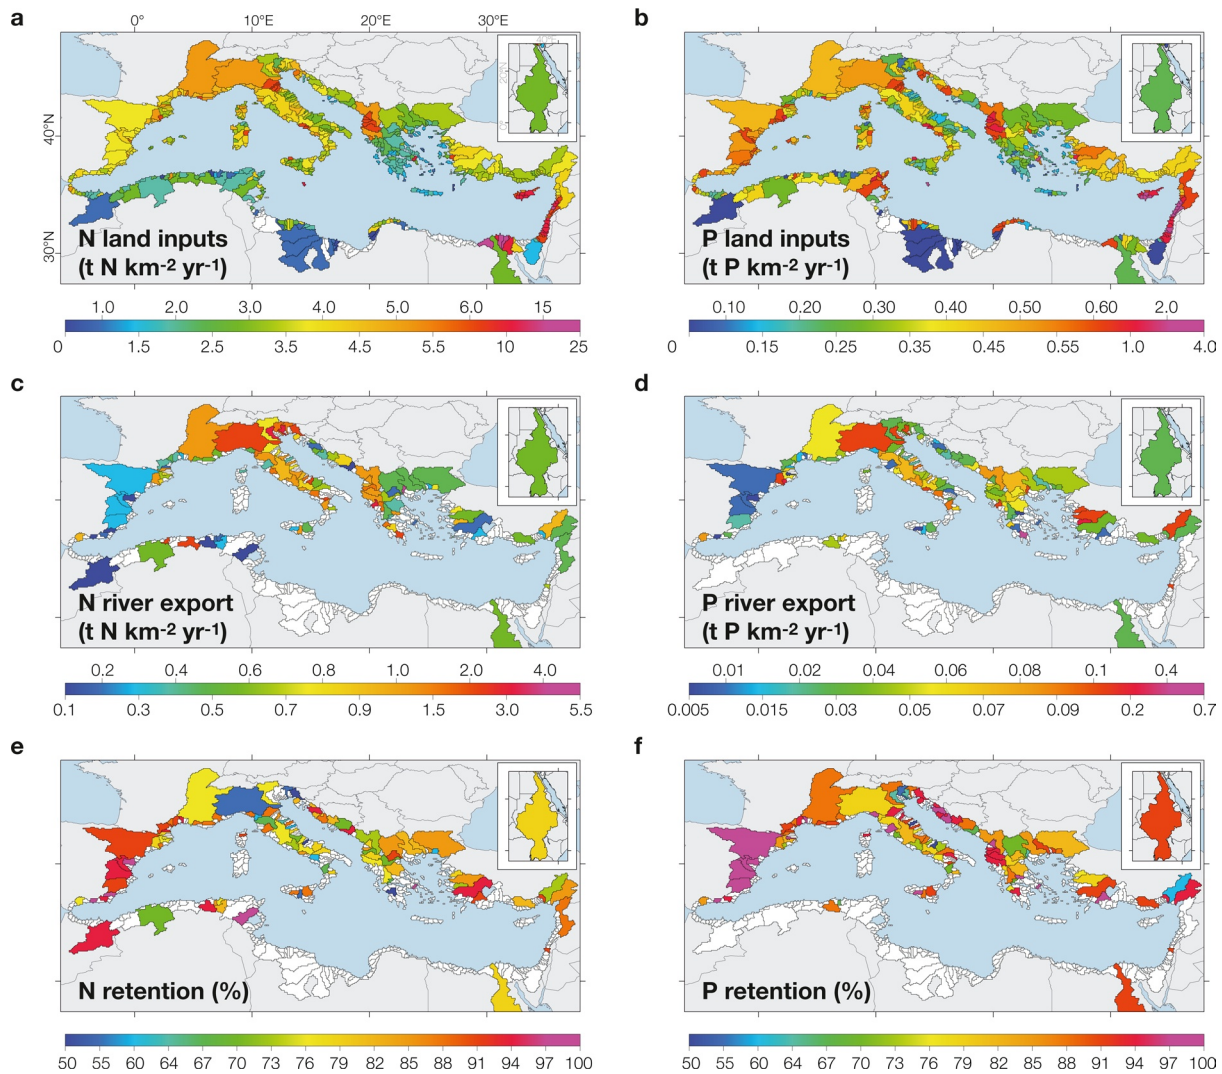 a
0° 10°E 20°E 30°E
40°N
30°N
40°E
20°N
0°
N land inputs
(t N km-2 yr-1)
1.0 2.0 3.0 4.0 5.0 6.0 15
0 1.5 2.5 3.5 4.5 5.5 10 25
b
P land inputs
(t P km-2 yr-1)
0.10 0.20 0.30 0.40 0.50 0.60 2.0
0 0.15 0.25 0.35 0.45 0.55 1.0 4.0
c
N river export
(t N km-2 yr-1)
0.2 0.4 0.6 0.8 1.0 2.0 4.0
0.1 0.3 0.5 0.7 0.9 1.5 3.0 5.5
d
P river export
(t P km-2 yr-1)
0.01 0.02 0.04 0.06 0.08 0.1 0.4
0.005 0.015 0.03 0.05 0.07 0.09 0.2 0.7
e
N retention (%)
50 55 60 64 67 70 73 76 79 82 85 88 91 94 97 100
f
P retention (%)
50 55 60 64 67 70 73 76 79 82 85 88 91 94 97 100